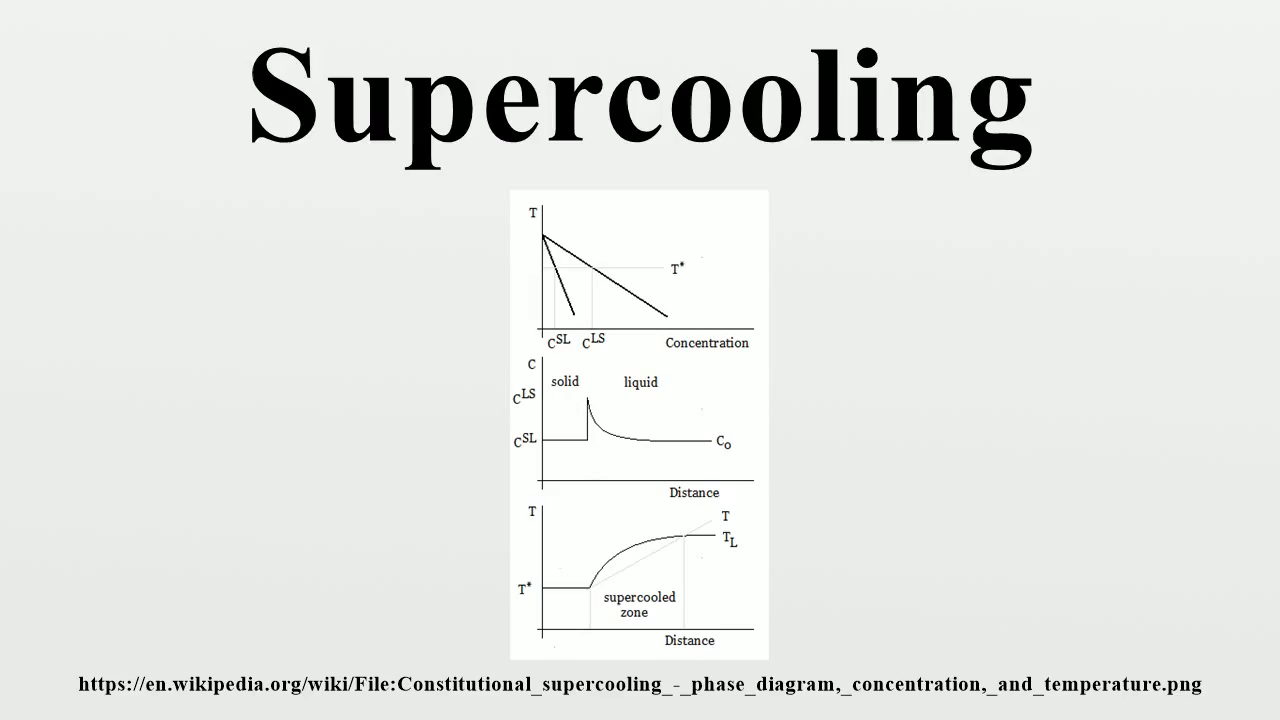 Supercooling
T
T*
C^SL C^LS
Concentration
C
solid liquid
C^LS
C^SL
C_o
Distance
T
T
T_L
T*
supercooled
zone
Distance
https://en.wikipedia.org/wiki/File:Constitutional_supercooling_-_phase_diagram,_concentration,_and_temperature.png